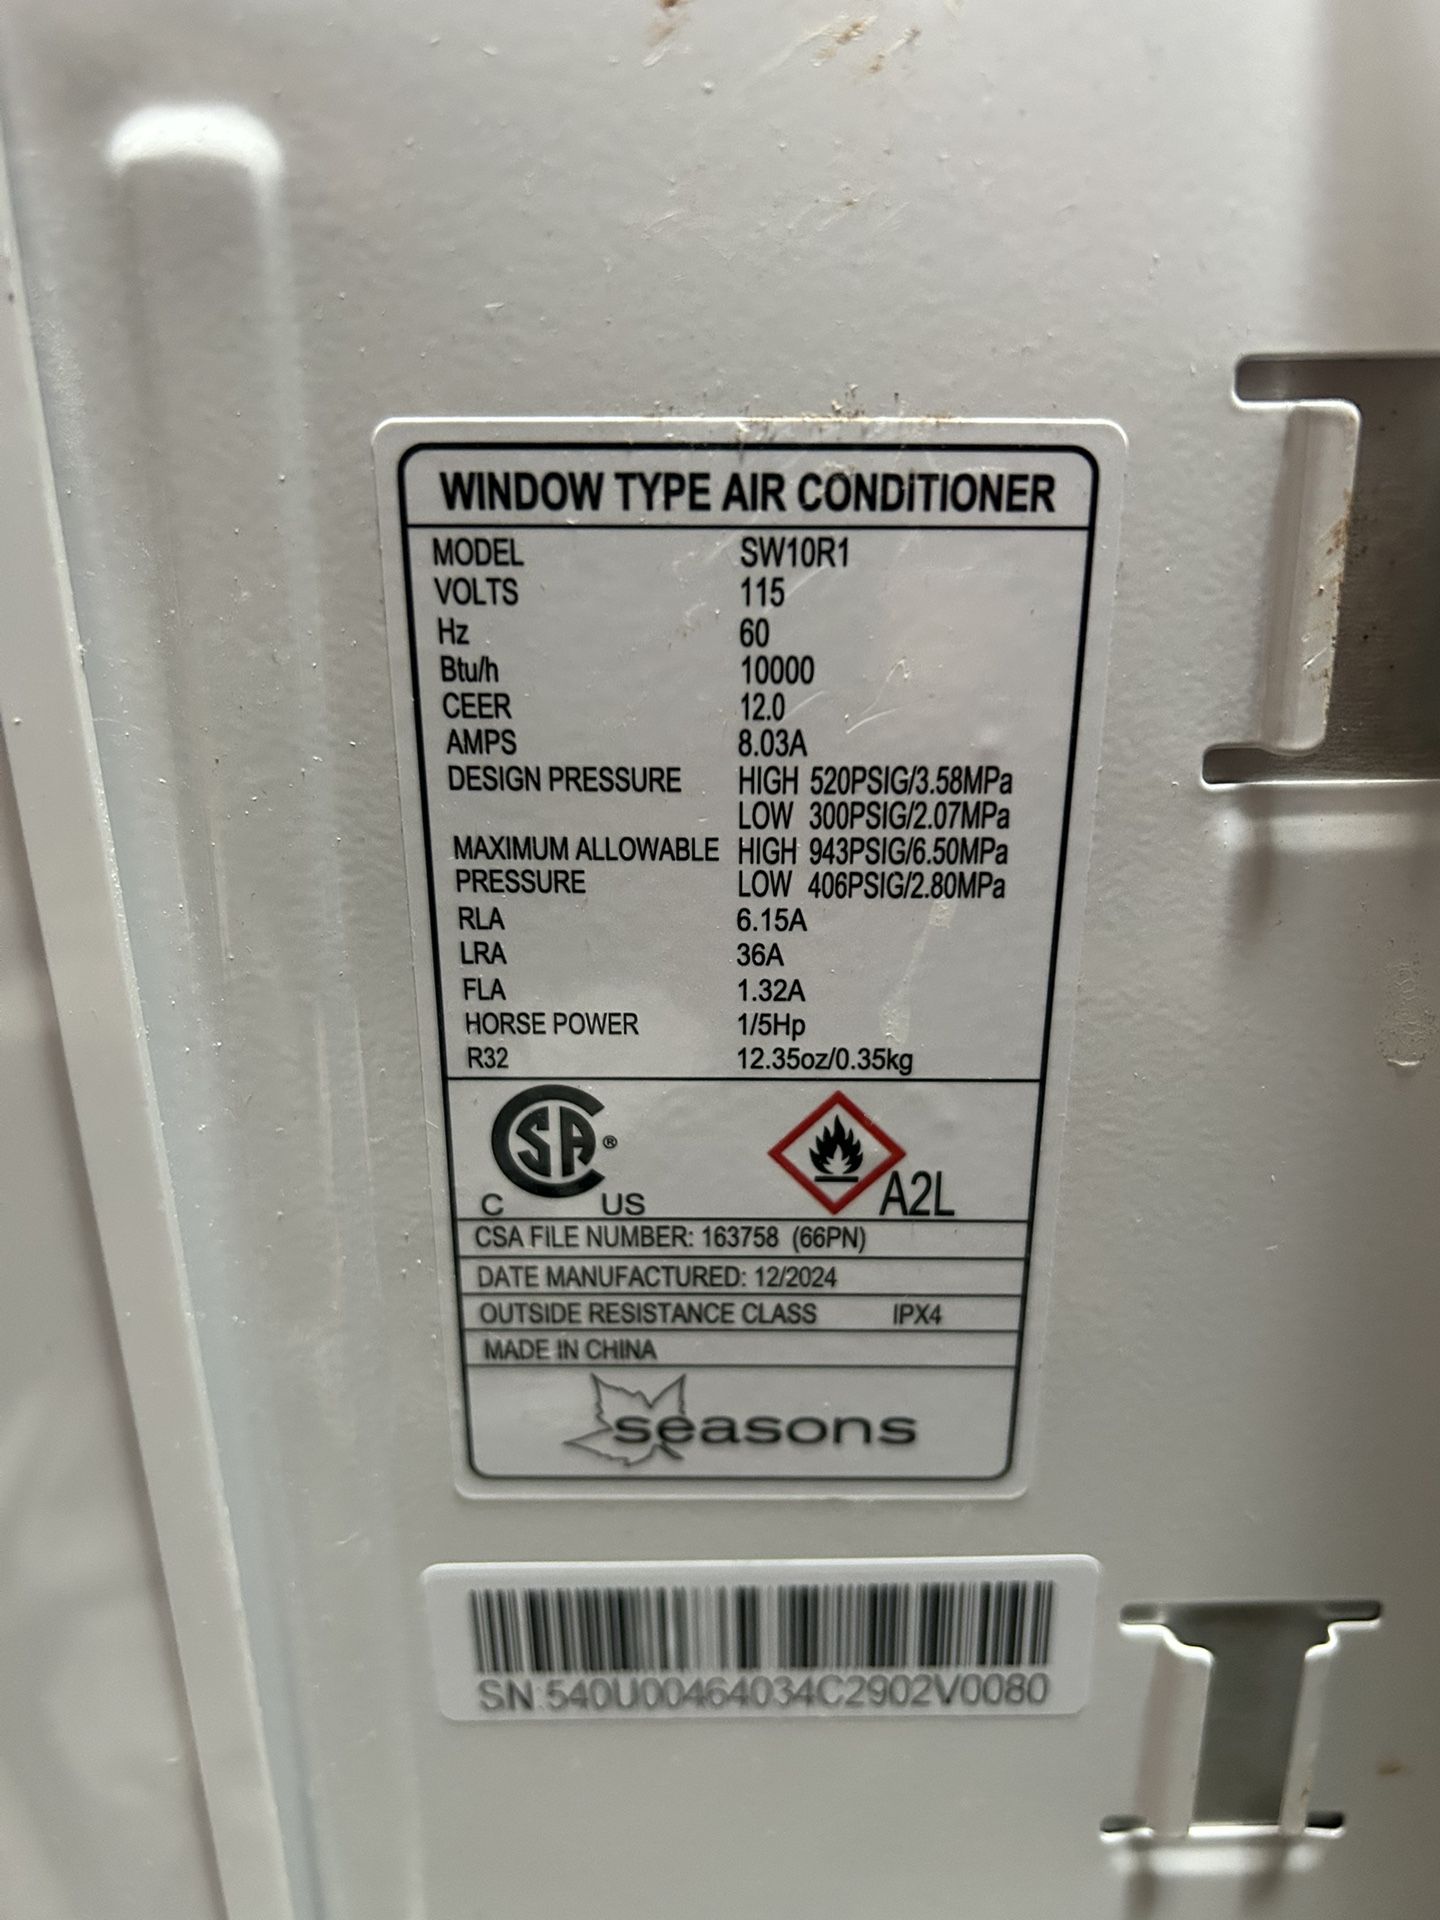 WINDOW TYPE AIR CONDITIONER
MODEL SW10R1
VOLTS 115
Hz 60
Btu/h 10000
CEER 12.0
AMPS 8.03A
DESIGN PRESSURE HIGH 520PSIG/3.58MPa
LOW 300PSIG/2.07MPa
MAXIMUM ALLOWABLE HIGH 943PSIG/6.50MPa
PRESSURE LOW 406PSIG/2.80MPa
RLA 6.15A
LRA 36A
FLA 1.32A
HORSE POWER 1/5Hp
R32 12.35oz/0.35kg
CSA ®
C US A2L
CSA FILE NUMBER: 163758 (66PN)
DATE MANUFACTURED: 12/2024
OUTSIDE RESISTANCE CLASS IPX4
MADE IN CHINA
seasons
SN:540U00464034C2902V0080